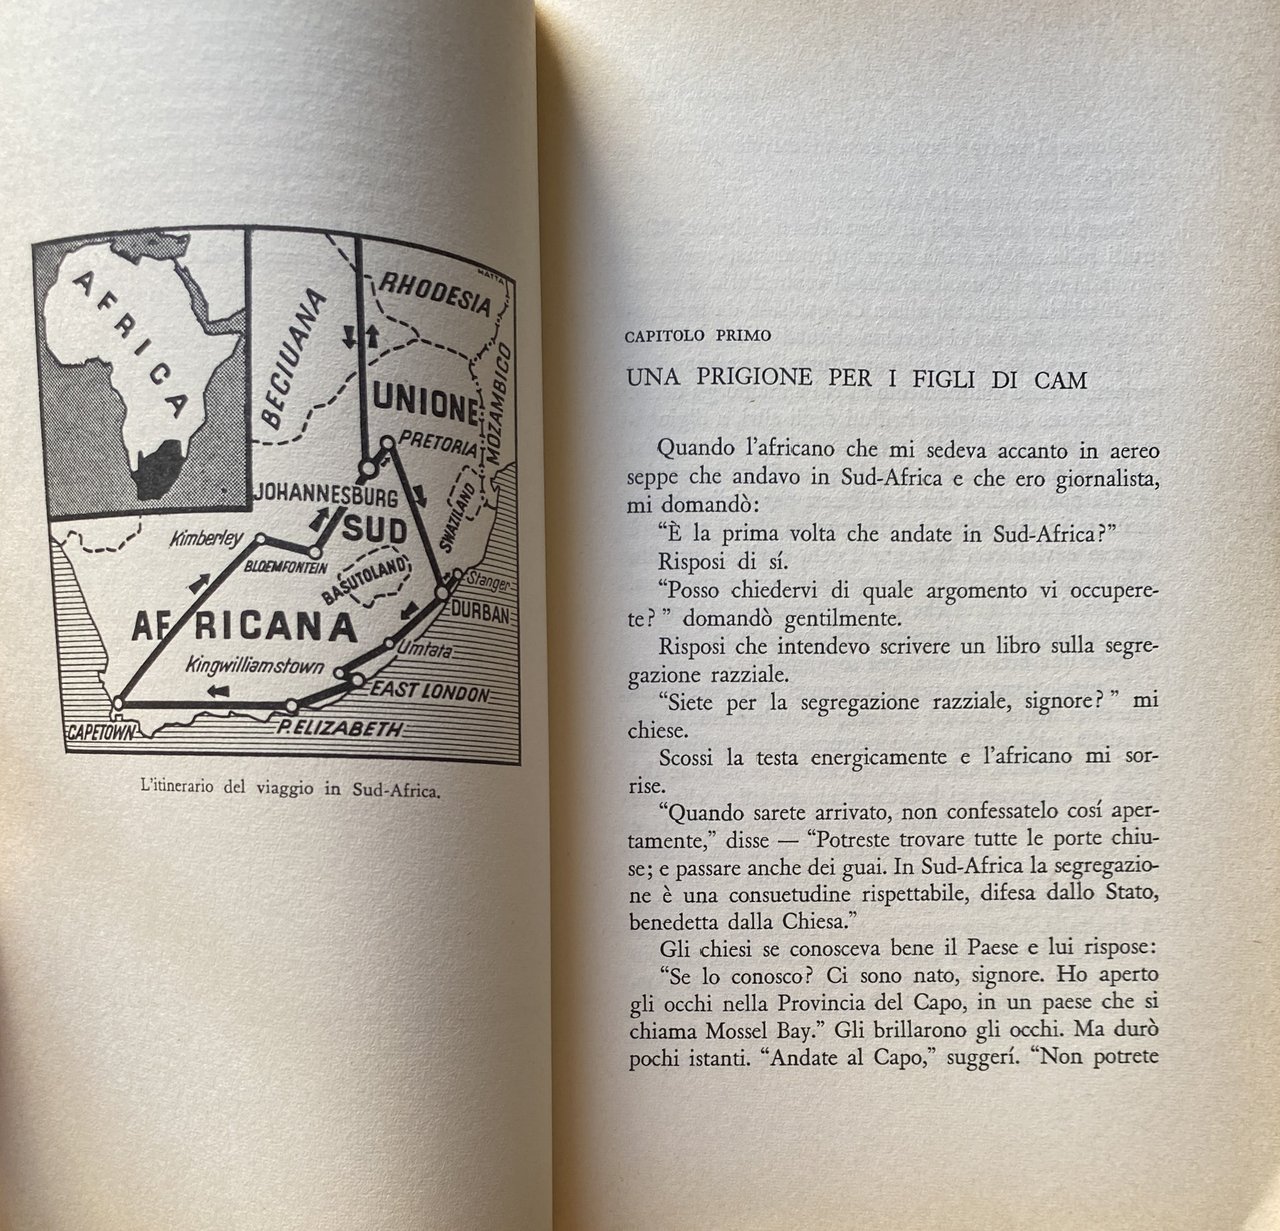 AFRICA
BECIUANA
RHODESIA
MATTA
MOZAMBICO
UNIONE
PRETORIA
JOHANNESBURG
SUD
SWAZILAND
Kimberley
BLOEMFONTEIN
BASUTOLAND
Stanger
DURBAN
AFRICANA
Umtata
Kingwilliamstown
EAST LONDON
CAPETOWN
P. ELIZABETH
L'itinerario del viaggio in Sud-Africa.
CAPITOLO PRIMO
UNA PRIGIONE PER I FIGLI DI CAM
Quando l'africano che mi sedeva accanto in aereo
seppe che andavo in Sud-Africa e che ero giornalista,
mi domandò:
“È la prima volta che andate in Sud-Africa?”
Risposi di sí.
“Posso chiedervi di quale argomento vi occupere-
te?” domandò gentilmente.
Risposi che intendevo scrivere un libro sulla segre-
gazione razziale.
“Siete per la segregazione razziale, signore?” mi
chiese.
Scossi la testa energicamente e l'africano mi sor-
rise.
“Quando sarete arrivato, non confessatelo cosí aper-
tamente,” disse — “Potreste trovare tutte le porte chiu-
se; e passare anche dei guai. In Sud-Africa la segregazio-
ne è una consuetudine rispettabile, difesa dallo Stato,
benedetta dalla Chiesa.”
Gli chiesi se conosceva bene il Paese e lui rispose:
“Se lo conosco? Ci sono nato, signore. Ho aperto
gli occhi nella Provincia del Capo, in un paese che si
chiama Mossel Bay.” Gli brillarono gli occhi. Ma durò
pochi istanti. “Andate al Capo,” suggerí. “Non potrete